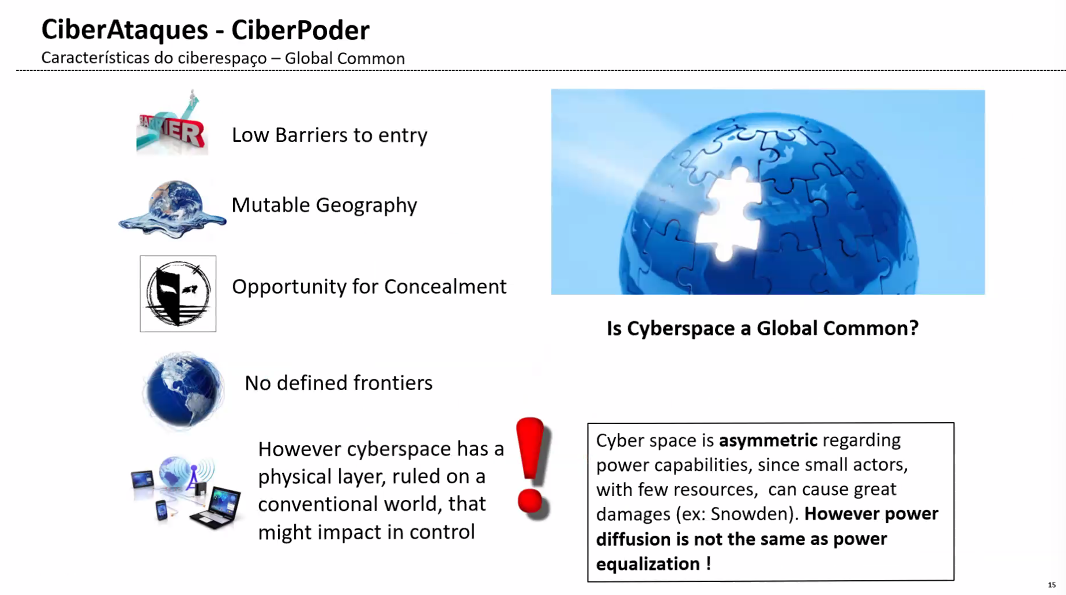 CiberAtaques - CiberPoder
Características do ciberespaço – Global Common
BARRIER
Low Barriers to entry
Mutable Geography
Opportunity for Concealment
No defined frontiers
However cyberspace has a
physical layer, ruled on a
conventional world, that
might impact in control
Is Cyberspace a Global Common?
Cyber space is asymmetric regarding
power capabilities, since small actors,
with few resources,  can cause great
damages (ex: Snowden). However power
diffusion is not the same as power
equalization !
15